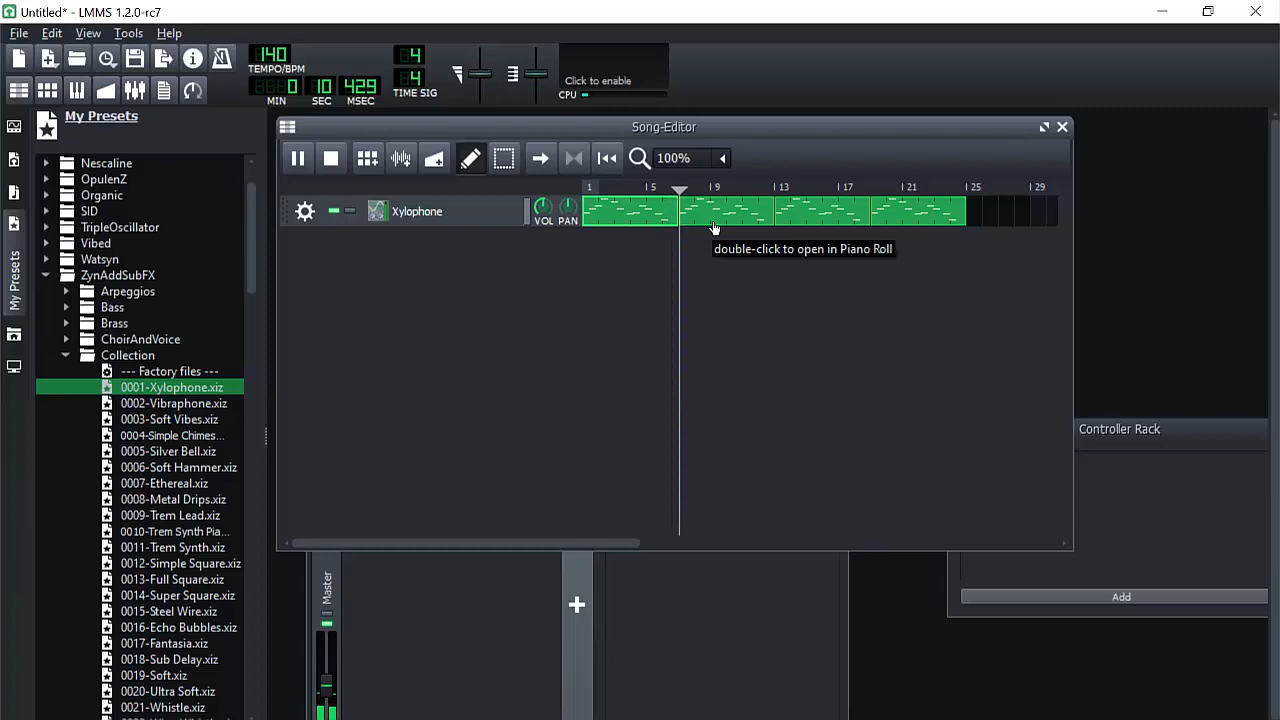 Untitled* - LMMS 1.2.0-rc7
File Edit View Tools Help
140
TEMPO/BPM
0 10 429
MIN SEC MSEC
4
4
TIME SIG
Click to enable
CPU
My Presets
My Presets
Nescaline
OpulenZ
Organic
SID
TripleOscillator
Vibed
Watsyn
ZynAddSubFX
Arpeggios
Bass
Brass
ChoirAndVoice
Collection
--- Factory files ---
0001-Xylophone.xiz
0002-Vibraphone.xiz
0003-Soft Vibes.xiz
0004-Simple Chimes...
0005-Silver Bell.xiz
0006-Soft Hammer.xiz
0007-Ethereal.xiz
0008-Metal Drips.xiz
0009-Trem Lead.xiz
0010-Trem Synth Pia...
0011-Trem Synth.xiz
0012-Simple Square.xiz
0013-Full Square.xiz
0014-Super Square.xiz
0015-Steel Wire.xiz
0016-Echo Bubbles.xiz
0017-Fantasia.xiz
0018-Sub Delay.xiz
0019-Soft.xiz
0020-Ultra Soft.xiz
0021-Whistle.xiz
Song-Editor
100%
1 5 9 13 17 21 25 29
Xylophone
VOL PAN
double-click to open in Piano Roll
Controller Rack
Add
Master